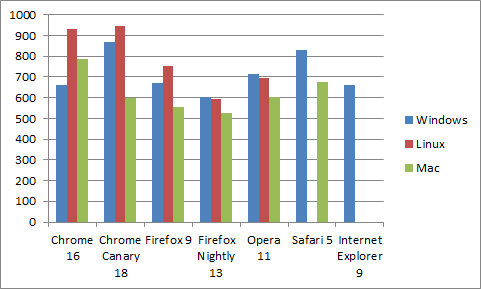 1000
900
800
700
600
500
400
300
200
100
0
Chrome 16
Chrome Canary 18
Firefox 9
Firefox Nightly 13
Opera 11
Safari 5
Internet Explorer 9
Windows
Linux
Mac